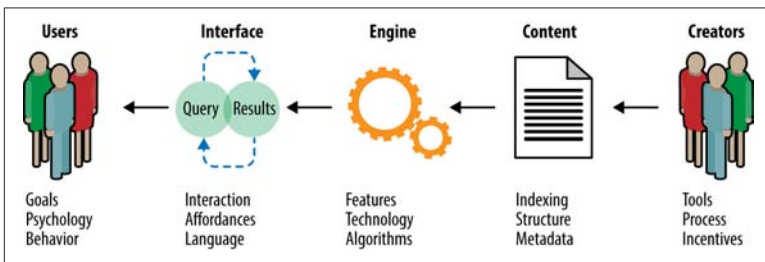 Users
Interface
Engine
Content
Creators
Query
Results
Goals
Psychology
Behavior
Interaction
Affordances
Language
Features
Technology
Algorithms
Indexing
Structure
Metadata
Tools
Process
Incentives